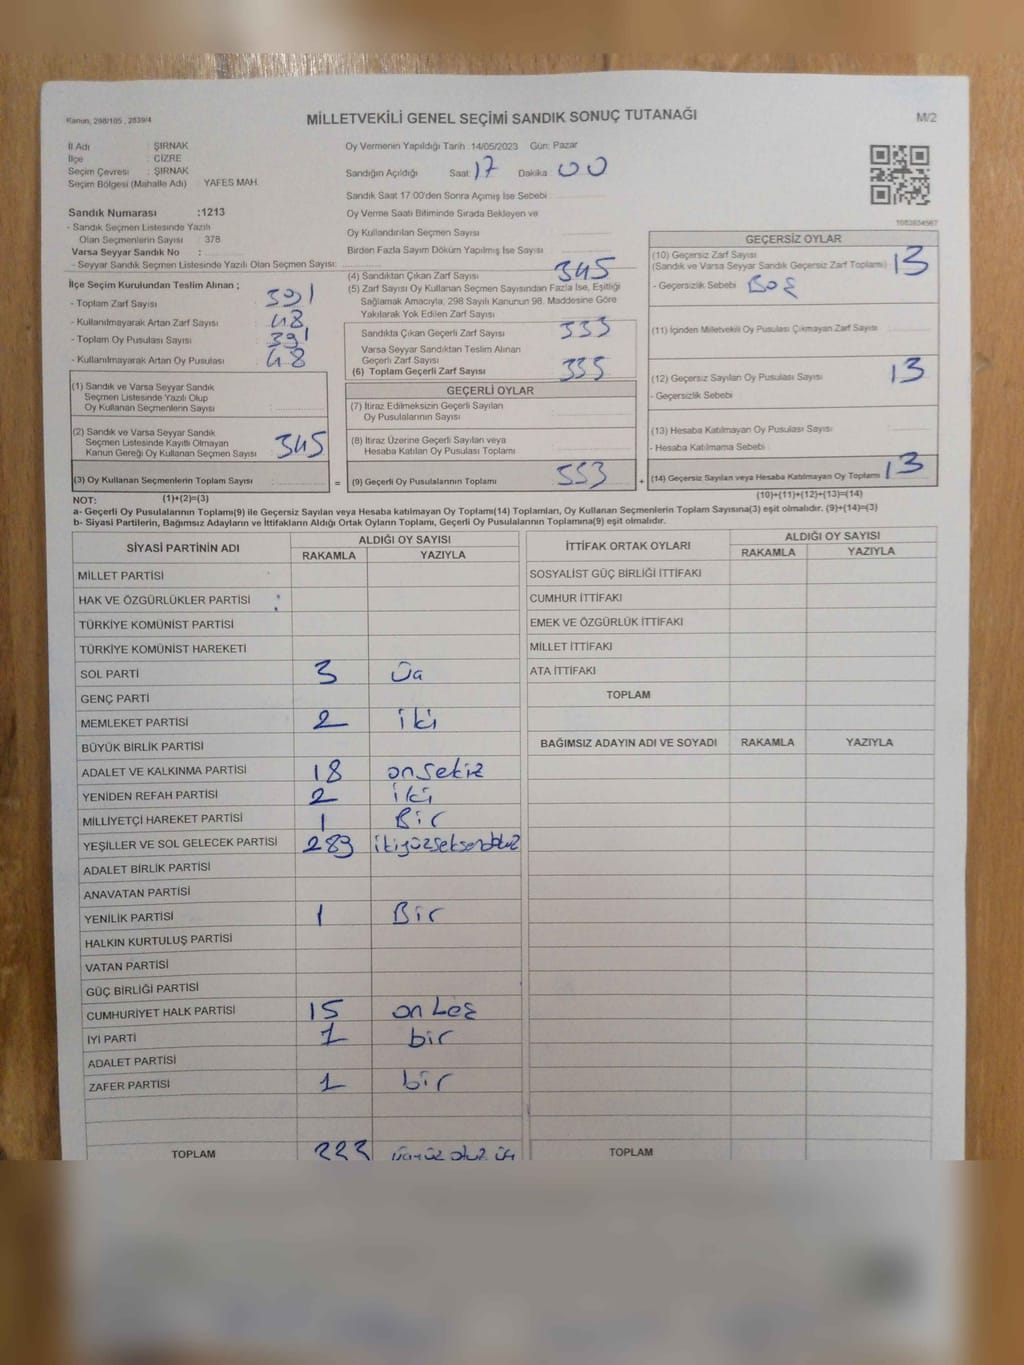 Kanun, 298/105 , 2839/4
MİLLETVEKİLİ GENEL SEÇİMİ SANDIK SONUÇ TUTANAĞI
M/2
İl Adı : ŞIRNAK
İlçe : CİZRE
Seçim Çevresi : ŞIRNAK
Seçim Bölgesi (Mahalle Adı) : YAFES MAH.
Sandık Numarası :1213
- Sandık Seçmen Listesinde Yazılı
Olan Seçmenlerin Sayısı : 378
Varsa Seyyar Sandık No :
- Seyyar Sandık Seçmen Listesinde Yazılı Olan Seçmen Sayısı:
İlçe Seçim Kurulundan Teslim Alınan ;
- Toplam Zarf Sayısı : 391
- Kullanılmayarak Artan Zarf Sayısı : 48
- Toplam Oy Pusulası Sayısı : 391
- Kullanılmayarak Artan Oy Pusulası : 48
(1) Sandık ve Varsa Seyyar Sandık
Seçmen Listesinde Yazılı Olup
Oy Kullanan Seçmenlerin Sayısı :
(2) Sandık ve Varsa Seyyar Sandık
Seçmen Listesinde Kayıtlı Olmayan
Kanun Gereği Oy Kullanan Seçmen Sayısı : 345
(3) Oy Kullanan Seçmenlerin Toplam Sayısı :
Oy Vermenin Yapıldığı Tarih :14/05/2023 Gün: Pazar
Sandığın Açıldığı Saat: 17 Dakika: 00
Sandık Saat 17:00'den Sonra Açımış İse Sebebi :
Oy Verme Saati Bitiminde Sırada Bekleyen ve
Oy Kullandırılan Seçmen Sayısı :
Birden Fazla Sayım Döküm Yapılmış İse Sayısı :
(4) Sandıktan Çıkan Zarf Sayısı : 345
(5) Zarf Sayısı Oy Kullanan Seçmen Sayısından Fazla İse, Eşitliği
Sağlamak Amacıyla, 298 Sayılı Kanunun 98. Maddesine Göre
Yakılarak Yok Edilen Zarf Sayısı :
Sandıkta Çıkan Geçerli Zarf Sayısı : 333
Varsa Seyyar Sandıktan Teslim Alınan
Geçerli Zarf Sayısı :
(6) Toplam Geçerli Zarf Sayısı : 335
GEÇERLİ OYLAR
(7) İtiraz Edilmeksizin Geçerli Sayılan
Oy Pusulalarının Sayısı :
(8) İtiraz Üzerine Geçerli Sayılan veya
Hesaba Katılan Oy Pusulası Toplamı :
= (9) Geçerli Oy Pusulalarının Toplamı : 333 +
1083934567
GEÇERSİZ OYLAR
(10) Geçersiz Zarf Sayısı : 13
(Sandık ve Varsa Seyyar Sandık Geçersiz Zarf Toplamı)
- Geçersizlik Sebebi : Boş
(11) İçinden Milletvekili Oy Pusulası Çıkmayan Zarf Sayısı :
(12) Geçersiz Sayılan Oy Pusulası Sayısı : 13
- Geçersizlik Sebebi :
(13) Hesaba Katılmayan Oy Pusulası Sayısı :
- Hesaba Katılmama Sebebi :
(14) Geçersiz Sayılan veya Hesaba Katılmayan Oy Toplamı : 13
NOT: (1)+(2)=(3) (10)+(11)+(12)+(13)=(14)
a- Geçerli Oy Pusulalarının Toplamı(9) ile Geçersiz Sayılan veya Hesaba katılmayan Oy Toplamı(14) Toplamları, Oy Kullanan Seçmenlerin Toplam Sayısına(3) eşit olmalıdır. (9)+(14)=(3)
b- Siyasi Partilerin, Bağımsız Adayların ve İttifakların Aldığı Ortak Oyların Toplamı, Geçerli Oy Pusulalarının Toplamına(9) eşit olmalıdır.
SİYASİ PARTİNİN ADI ALDIĞI OY SAYISI
RAKAMLA YAZIYLA
MİLLET PARTİSİ
HAK VE ÖZGÜRLÜKLER PARTİSİ
TÜRKİYE KOMÜNİST PARTİSİ
TÜRKİYE KOMÜNİST HAREKETİ
SOL PARTİ 3 üç
GENÇ PARTİ
MEMLEKET PARTİSİ 2 iki
BÜYÜK BİRLİK PARTİSİ
ADALET VE KALKINMA PARTİSİ 18 onsekiz
YENİDEN REFAH PARTİSİ 2 iki
MİLLİYETÇİ HAREKET PARTİSİ 1 Bir
YEŞİLLER VE SOL GELECEK PARTİSİ 289 ikiyüzseksendokuz
ADALET BİRLİK PARTİSİ
ANAVATAN PARTİSİ
YENİLİK PARTİSİ 1 Bir
HALKIN KURTULUŞ PARTİSİ
VATAN PARTİSİ
GÜÇ BİRLİĞİ PARTİSİ
CUMHURİYET HALK PARTİSİ 15 onbeş
İYİ PARTİ 1 bir
ADALET PARTİSİ
ZAFER PARTİSİ 1 bir
TOPLAM 333
İTTİFAK ORTAK OYLARI ALDIĞI OY SAYISI
RAKAMLA YAZIYLA
SOSYALİST GÜÇ BİRLİĞİ İTTİFAKI
CUMHUR İTTİFAKI
EMEK VE ÖZGÜRLÜK İTTİFAKI
MİLLET İTTİFAKI
ATA İTTİFAKI
TOPLAM
BAĞIMSIZ ADAYIN ADI VE SOYADI RAKAMLA YAZIYLA
TOPLAM